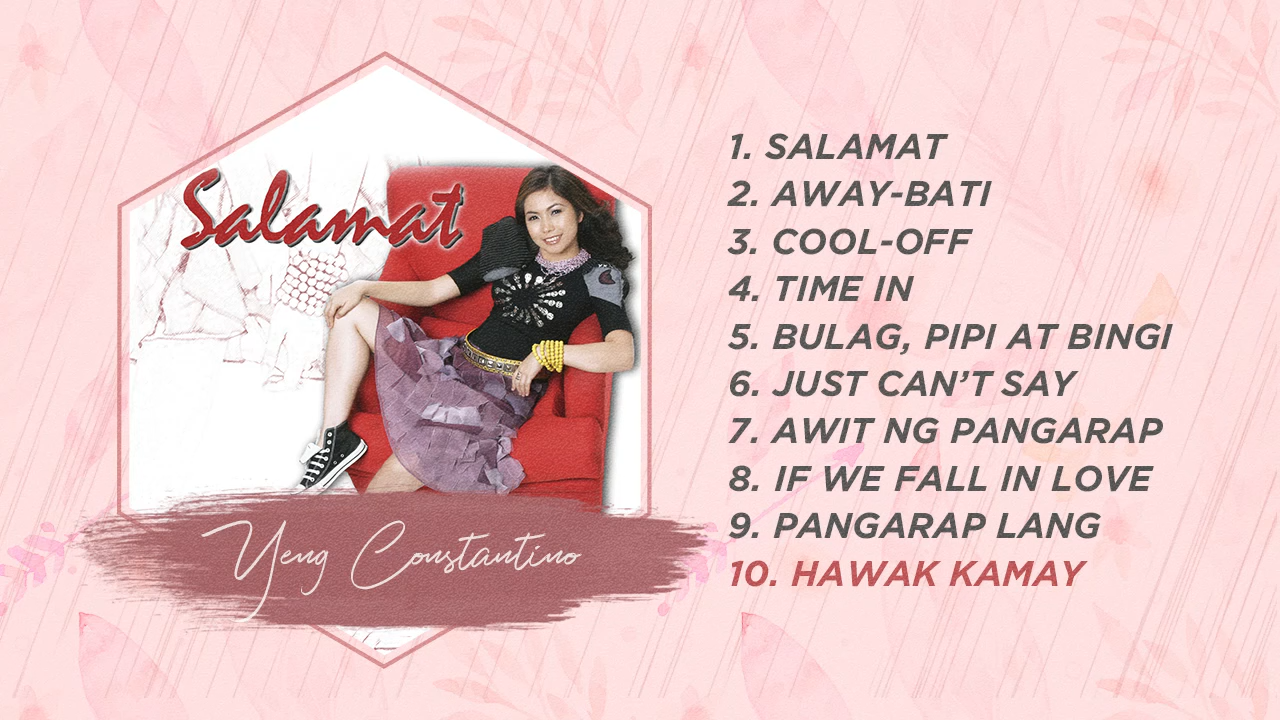 Salamat
Yeng Constantino
1. SALAMAT
2. AWAY-BATI
3. COOL-OFF
4. TIME IN
5. BULAG, PIPI AT BINGI
6. JUST CAN'T SAY
7. AWIT NG PANGARAP
8. IF WE FALL IN LOVE
9. PANGARAP LANG
10. HAWAK KAMAY